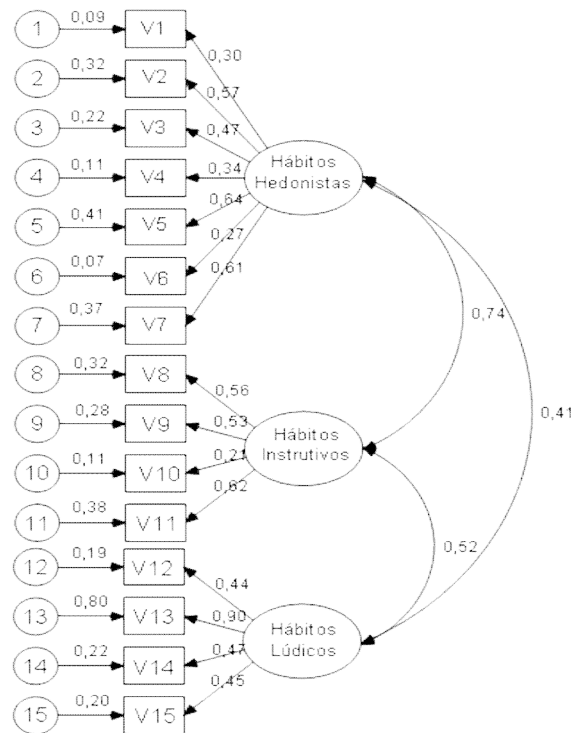 1 0,09 V1
0,30
2 0,32 V2
0,57
3 0,22 V3
0,47
Hábitos
Hedonistas
4 0,11 V4
0,34
5 0,41 V5
0,64
6 0,07 V6
0,27
7 0,37 V7
0,61
0,74
8 0,32 V8
0,56
9 0,28 V9
0,53
Hábitos
Instrutivos
0,41
10 0,11 V10
0,21
11 0,38 V11
0,62
12 0,19 V12
0,44
0,52
13 0,80 V13
0,90
Hábitos
Lúdicos
14 0,22 V14
0,47
15 0,20 V15
0,45